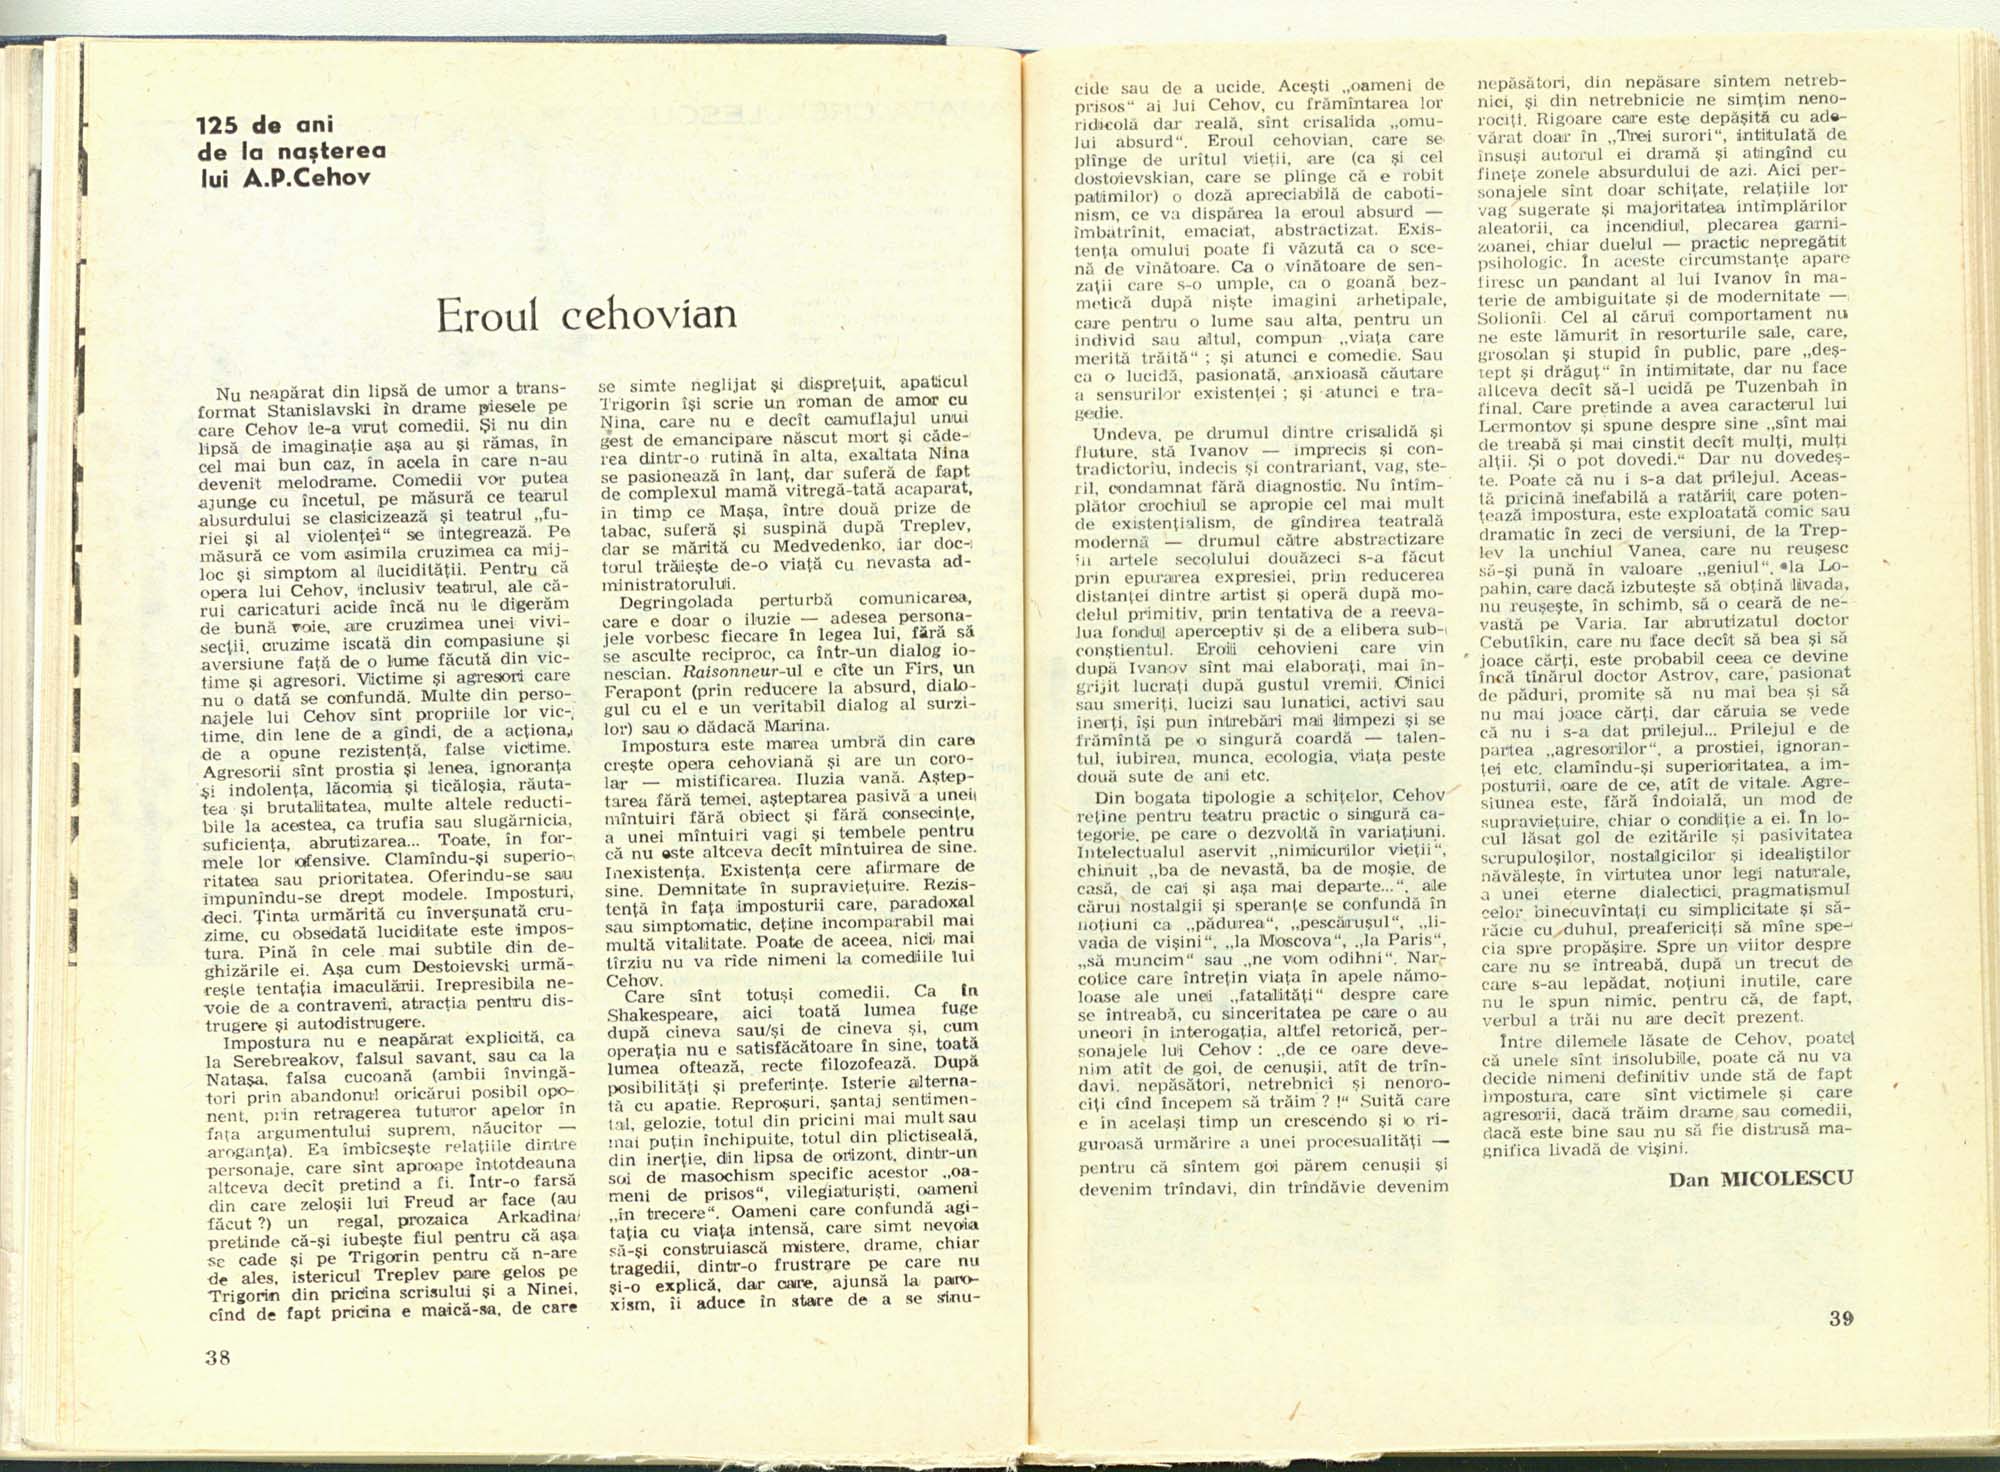 125 de ani
de la nașterea
lui A.P.Cehov
Eroul cehovian
Nu neapărat din lipsă de umor a trans-
format Stanislavski în drame piesele pe
care Cehov le-a vrut comedii. Și nu din
lipsă de imaginație așa au și rămas, în
cel mai bun caz, în acela în care n-au
devenit melodrame. Comedii vor putea
ajunge cu încetul, pe măsură ce tearul
absurdului se clasicizează și teatrul „fu-
riei și al violenței“ se integrează. Pe
măsură ce vom asimila cruzimea ca mij-
loc și simptom al lucidității. Pentru că
opera lui Cehov, inclusiv teatrul, ale că-
rui caricaturi acide încă nu le digerăm
de bună voie, are cruzimea unei vivi-
secții, cruzime iscată din compasiune și
aversiune față de o lume făcută din vic-
time și agresori. Victime și agresori care
nu o dată se confundă. Multe din perso-
najele lui Cehov sînt propriile lor vic-
time, din lene de a gîndi, de a acționa,
de a opune rezistență, false victime.
Agresorii sînt prostia și lenea, ignoranța
și indolența, lăcomia și ticăloșia, răuta-
tea și brutalitatea, multe altele reducti-
bile la acestea, ca trufia sau slugărnicia,
suficiența, abrutizarea... Toate, în for-
mele lor ofensive. Clamîndu-și superio-
ritatea sau prioritatea. Oferindu-se sau
impunîndu-se drept modele. Imposturi,
deci. Ținta urmărită cu înverșunată cru-
zime, cu obsedată luciditate este impos-
tura. Pînă în cele mai subtile din de-
ghizările ei. Așa cum Destoievski urmă-
rește tentația imaculării. Irepresibila ne-
voie de a contraveni, atracția pentru dis-
trugere și autodistrugere.
Impostura nu e neapărat explicită, ca
la Serebreakov, falsul savant, sau ca la
Natașa, falsa cucoană (ambii învingă-
tori prin abandonul oricărui posibil opo-
nent, prin retragerea tuturor apelor în
fața argumentului suprem, năucitor —
aroganța). Ea îmbîcsește relațiile dintre
personaje, care sînt aproape întotdeauna
altceva decît pretind a fi. Într-o farsă
din care zeloșii lui Freud ar face (au
făcut ?) un regal, prozaica Arkadina
pretinde că-și iubește fiul pentru că așa
se cade și pe Trigorin pentru că n-are
de ales, istericul Treplev pare gelos pe
Trigorin din pricina scrisului și a Ninei,
cînd de fapt pricina e maică-sa, de care
se simte neglijat și disprețuit, apaticul
Trigorin își scrie un roman de amor cu
Nina, care nu e decît camuflajul unui
gest de emancipare născut mort și căde-
rea dintr-o rutină în alta, exaltata Nina
se pasionează în lanț, dar suferă de fapt
de complexul mamă vitregă-tată acaparat,
în timp ce Mașa, între două prize de
tabac, suferă și suspină după Treplev,
dar se mărită cu Medvedenko, iar doc-
torul trăiește de-o viață cu nevasta ad-
ministratorului.
Degringolada perturbă comunicarea,
care e doar o iluzie — adesea persona-
jele vorbesc fiecare în legea lui, fără să
se asculte reciproc, ca într-un dialog io-
nescian. Raisonneur-ul e cîte un Firs, un
Ferapont (prin reducere la absurd, dialo-
gul cu el e un veritabil dialog al surzi-
lor) sau o dădacă Marina.
Impostura este marea umbră din care
crește opera cehoviană și are un coro-
lar — mistificarea. Iluzia vană. Aștep-
tarea fără temei, așteptarea pasivă a unei
mîntuiri fără obiect și fără consecințe,
a unei mîntuiri vagi și tembele pentru
că nu este altceva decît mîntuirea de sine.
Inexistența. Existența cere afirmare de
sine. Demnitate în supraviețuire. Rezis-
tență în fața imposturii care, paradoxal
sau simptomatic, deține incomparabil mai
multă vitalitate. Poate de aceea, nici mai
tîrziu nu va rîde nimeni la comediile lui
Cehov.
Care sînt totuși comedii. Ca în
Shakespeare, aici toată lumea fuge
după cineva sau/și de cineva și, cum
operația nu e satisfăcătoare în sine, toată
lumea oftează, recte filozofează. După
posibilități și preferințe. Isterie alterna-
tă cu apatie. Reproșuri, șantaj sentimen-
tal, gelozie, totul din pricini mai mult sau
mai puțin închipuite, totul din plictiseală,
din inerție, din lipsa de orizont, dintr-un
soi de masochism specific acestor „oa-
meni de prisos“, vilegiaturiști, oameni
„în trecere“. Oameni care confundă agi-
tația cu viața intensă, care simt nevoia
să-și construiască mistere, drame, chiar
tragedii, dintr-o frustrare pe care nu
și-o explică, dar care, ajunsă la paro-
xism, îi aduce în stare de a se sinu-
38
cide sau de a ucide. Acești „oameni de
prisos“ ai lui Cehov, cu frămîntarea lor
ridicolă dar reală, sînt crisalida „omu-
lui absurd“. Eroul cehovian, care se
plînge de urîtul vieții, are (ca și cel
dostoievskian, care se plînge că e robit
patimilor) o doză apreciabilă de caboti-
nism, ce va dispărea la eroul absurd —
îmbătrînit, emaciat, abstractizat. Exis-
tența omului poate fi văzută ca o sce-
nă de vînătoare. Ca o vînătoare de sen-
zații care s-o umple, ca o goană bez-
metică după niște imagini arhetipale,
care pentru o lume sau alta, pentru un
individ sau altul, compun „viața care
merită trăită“ ; și atunci e comedie. Sau
ca o lucidă, pasionată, anxioasă căutare
a sensurilor existenței ; și atunci e tra-
gedie.
Undeva, pe drumul dintre crisalidă și
fluture, stă Ivanov — imprecis și con-
tradictoriu, indecis și contrariant, vag, ste-
ril, condamnat fără diagnostic. Nu întîm-
plător crochiul se apropie cel mai mult
de existențialism, de gîndirea teatrală
modernă — drumul către abstractizare
în artele secolului douăzeci s-a făcut
prin epurarea expresiei, prin reducerea
distanței dintre artist și operă după mo-
delul primitiv, prin tentativa de a reeva-
lua fondul aperceptiv și de a elibera sub-
conștientul. Eroii cehovieni care vin
după Ivanov sînt mai elaborați, mai în-
grijit lucrați după gustul vremii. Cinici
sau smeriți, lucizi sau lunatici, activi sau
inerți, își pun întrebări mai limpezi și se
frămîntă pe o singură coardă — talen-
tul, iubirea, munca, ecologia, viața peste
două sute de ani etc.
Din bogata tipologie a schițelor, Cehov
reține pentru teatru practic o singură ca-
tegorie, pe care o dezvoltă în variațiuni.
Intelectualul aservit „nimicurilor vieții“,
chinuit „ba de nevastă, ba de moșie, de
casă, de cai și așa mai departe...“, ale
cărui nostalgii și speranțe se confundă în
noțiuni ca „pădurea“, „pescărușul“, „li-
vada de vișini“, „la Moscova“, „la Paris“,
„să muncim“ sau „ne vom odihni“. Nar-
cotice care întrețin viața în apele nămo-
loase ale unei „fatalități“ despre care
se întreabă, cu sinceritatea pe care o au
uneori în interogația, altfel retorică, per-
sonajele lui Cehov : „de ce oare deve-
nim atît de goi, de cenușii, atît de trîn-
davi, nepăsători, netrebnici și nenoro-
ciți cînd începem să trăim ? !“ Suită care
e în același timp un crescendo și o ri-
guroasă urmărire a unei procesualități —
pentru că sîntem goi părem cenușii și
devenim trîndavi, din trîndăvie devenim
nepăsători, din nepăsare sîntem netreb-
nici, și din netrebnicie ne simțim neno-
rociți. Rigoare care este depășită cu ade-
vărat doar în „Trei surori“, intitulată de
însuși autorul ei dramă și atingînd cu
finețe zonele absurdului de azi. Aici per-
sonajele sînt doar schițate, relațiile lor
vag sugerate și majoritatea întîmplărilor
aleatorii, ca incendiul, plecarea garni-
zoanei, chiar duelul — practic nepregătit
psihologic. În aceste circumstanțe apare
firesc un pandant al lui Ivanov în ma-
terie de ambiguitate și de modernitate —
Solionîi. Cel al cărui comportament nu
ne este lămurit în resorturile sale, care,
grosolan și stupid în public, pare „deș-
tept și drăguț“ în intimitate, dar nu face
altceva decît să-l ucidă pe Tuzenbah în
final. Care pretinde a avea caracterul lui
Lermontov și spune despre sine „sînt mai
de treabă și mai cinstit decît mulți, mulți
alții. Și o pot dovedi.“ Dar nu dovedeș-
te. Poate că nu i s-a dat prilejul. Aceas-
tă pricină inefabilă a ratării, care poten-
țează impostura, este exploatată comic sau
dramatic în zeci de versiuni, de la Trep-
lev la unchiul Vanea, care nu reușesc
să-și pună în valoare „geniul“, la Lo-
pahin, care dacă izbutește să obțină livada,
nu reușește, în schimb, să o ceară de ne-
vastă pe Varia. Iar abrutizatul doctor
Cebutîkin, care nu face decît să bea și să
joace cărți, este probabil ceea ce devine
încă tînărul doctor Astrov, care, pasionat
de păduri, promite să nu mai bea și să
nu mai joace cărți, dar căruia se vede
că nu i s-a dat prilejul... Prilejul e de
partea „agresorilor“, a prostiei, ignoran-
ței etc. clamîndu-și superioritatea, a im-
posturii, oare de ce, atît de vitale. Agre-
siunea este, fără îndoială, un mod de
supraviețuire, chiar o condiție a ei. În lo-
cul lăsat gol de ezitările și pasivitatea
scrupuloșilor, nostalgicilor și idealiștilor
năvălește, în virtutea unor legi naturale,
a unei eterne dialectici, pragmatismul
celor binecuvîntați cu simplicitate și să-
răcie cu duhul, preafericiți să mîne spe-
cia spre propășire. Spre un viitor despre
care nu se întreabă, după un trecut de
care s-au lepădat, noțiuni inutile, care
nu le spun nimic, pentru că, de fapt,
verbul a trăi nu are decît prezent.
Între dilemele lăsate de Cehov, poate
că unele sînt insolubile, poate că nu va
decide nimeni definitiv unde stă de fapt
impostura, care sînt victimele și care
agresorii, dacă trăim drame sau comedii,
dacă este bine sau nu să fie distrusă ma-
gnifica livadă de vișini.
Dan MICOLESCU
39